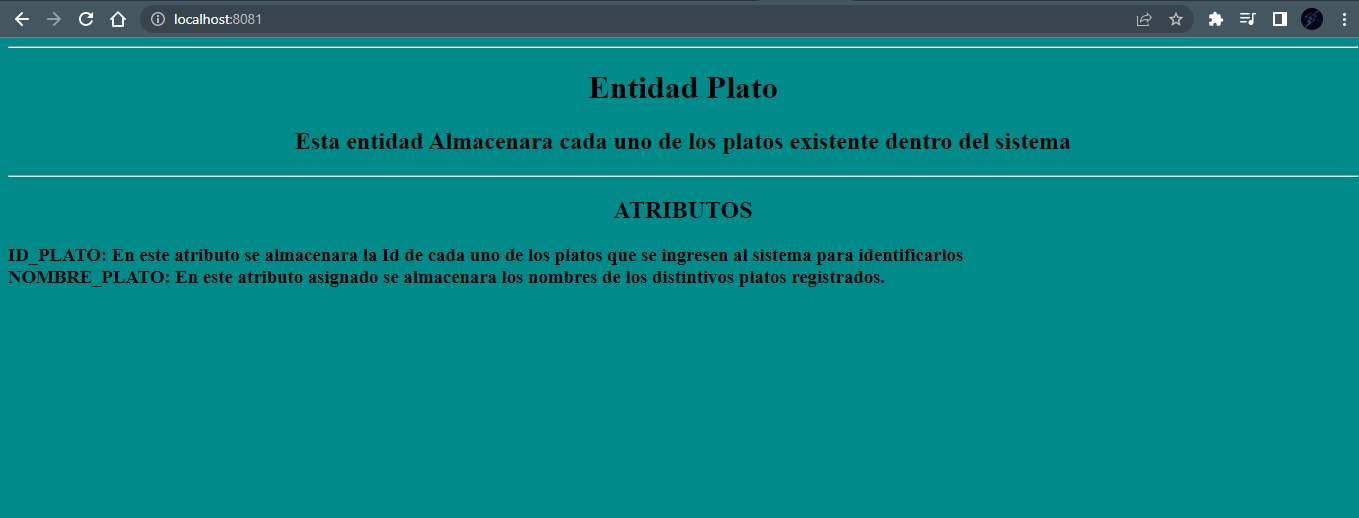 localhost:8081
Entidad Plato
Esta entidad Almacenara cada uno de los platos existente dentro del sistema
ATRIBUTOS
ID_PLATO: En este atributo se almacenara la Id de cada uno de los platos que se ingresen al sistema para identificarlos
NOMBRE_PLATO: En este atributo asignado se almacenara los nombres de los distintivos platos registrados.